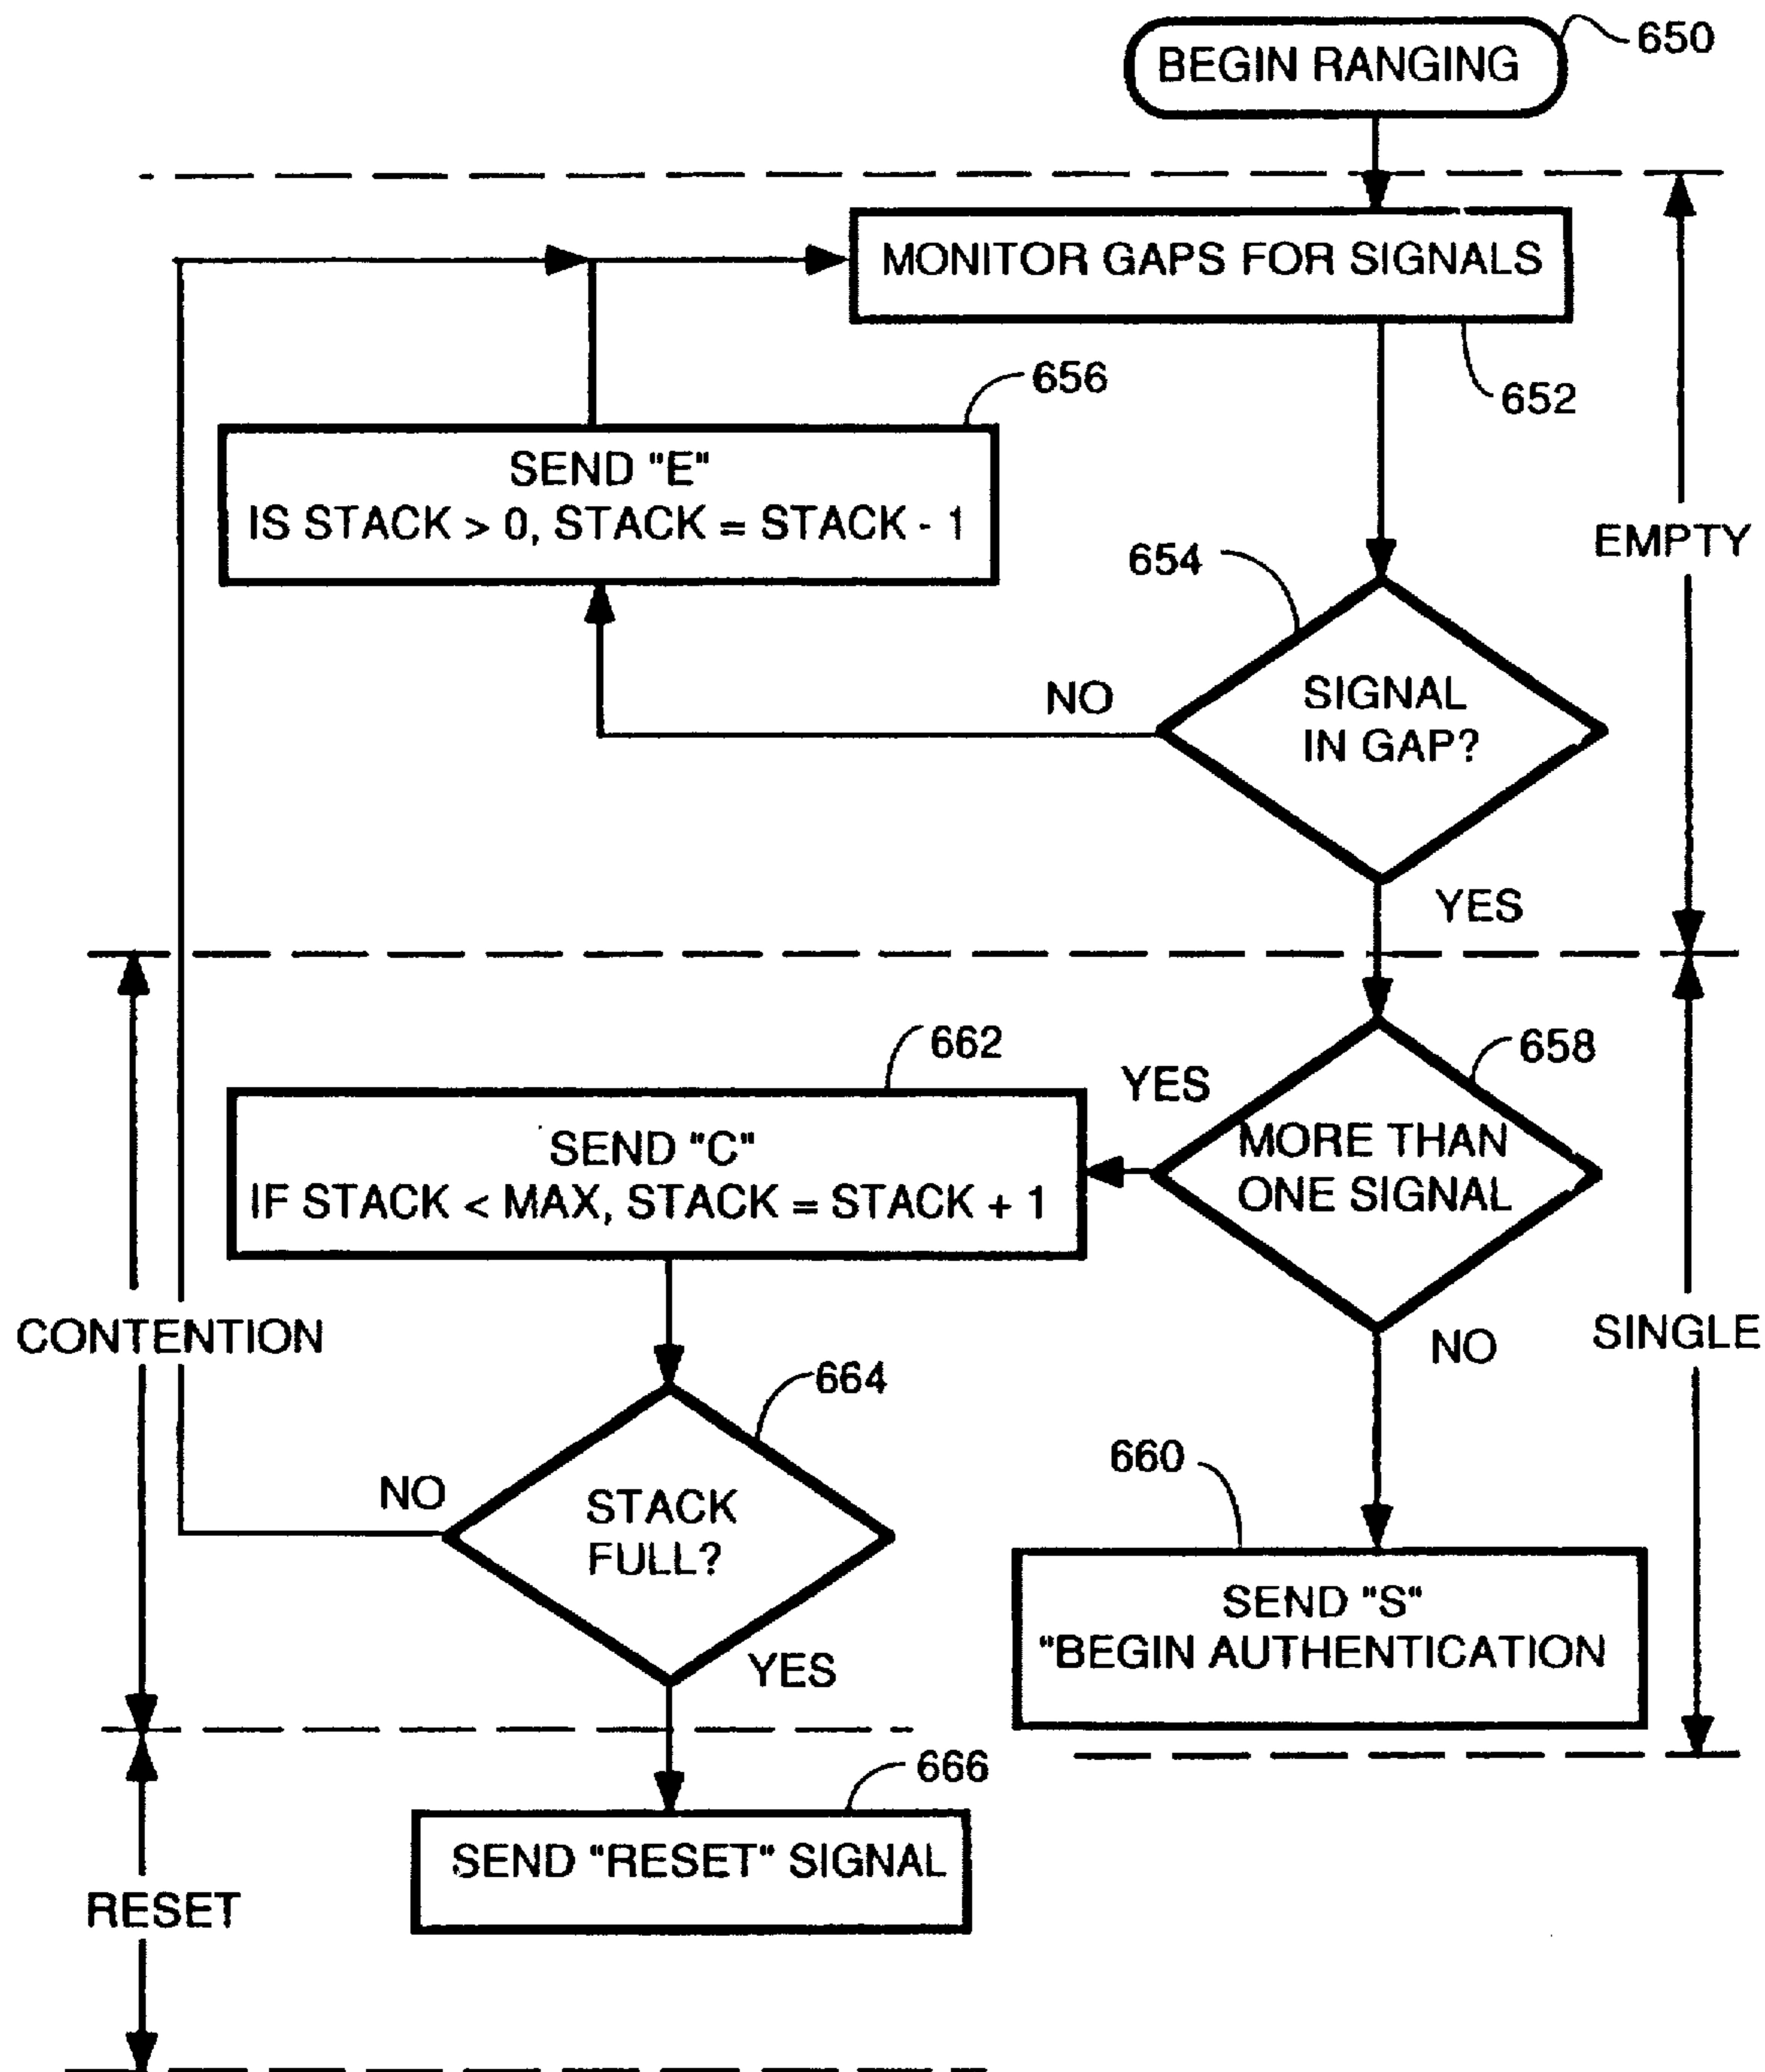 BEGIN RANGING
650
MONITOR GAPS FOR SIGNALS
652
656
SEND "E"
IS STACK > 0, STACK = STACK - 1
EMPTY
654
SIGNAL
IN GAP?
NO
YES
662
658
YES
SEND "C"
IF STACK < MAX, STACK = STACK + 1
MORE THAN
ONE SIGNAL
CONTENTION
NO
SINGLE
664
STACK
FULL?
NO
YES
660
SEND "S"
"BEGIN AUTHENTICATION
666
SEND "RESET" SIGNAL
RESET